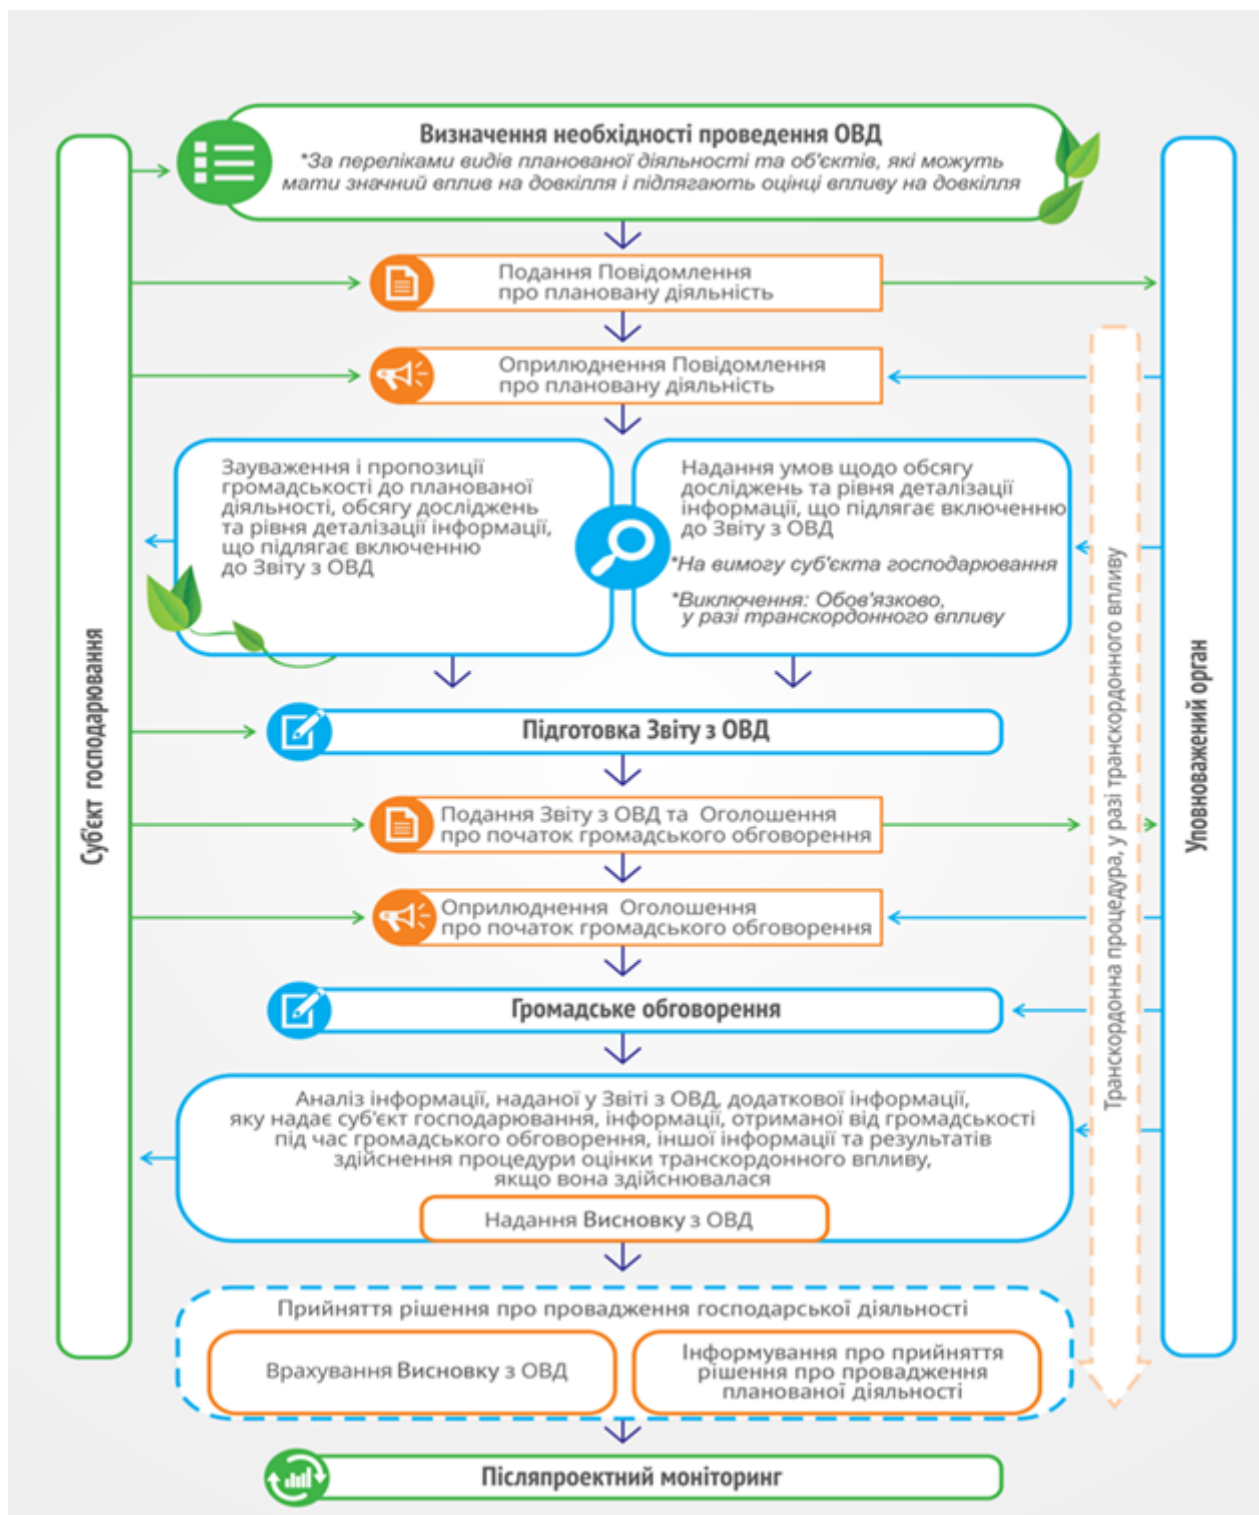 Визначення необхідності проведення ОВД
*За переліками видів планованої діяльності та об'єктів, які можуть
мати значний вплив на довкілля і підлягають оцінці впливу на довкілля
Подання Повідомлення
про плановану діяльність
Оприлюднення Повідомлення
про плановану діяльність
Зауваження і пропозиції
громадськості до планованої
діяльності, обсягу досліджень
та рівня деталізації інформації,
що підлягає включенню
до Звіту з ОВД
Надання умов щодо обсягу
досліджень та рівня деталізації
інформації, що підлягає включенню
до Звіту з ОВД
*На вимогу суб'єкта господарювання
*Виключення: Обов'язково,
у разі транскордонного впливу
Підготовка Звіту з ОВД
Подання Звіту з ОВД та Оголошення
про початок громадського обговорення
Оприлюднення Оголошення
про початок громадського обговорення
Громадське обговорення
Аналіз інформації, наданої у Звіті з ОВД, додаткової інформації,
яку надає суб'єкт господарювання, інформації, отриманої від громадськості
під час громадського обговорення, іншої інформації та результатів
здійснення процедури оцінки транскордонного впливу,
якщо вона здійснювалася
Надання Висновку з ОВД
Прийняття рішення про провадження господарської діяльності
Врахування Висновку з ОВД
Інформування про прийняття
рішення про провадження
планованої діяльності
Післяпроектний моніторинг
Суб'єкт господарювання
Транскордонна процедура, у разі транскордонного впливу
Уповноважений орган